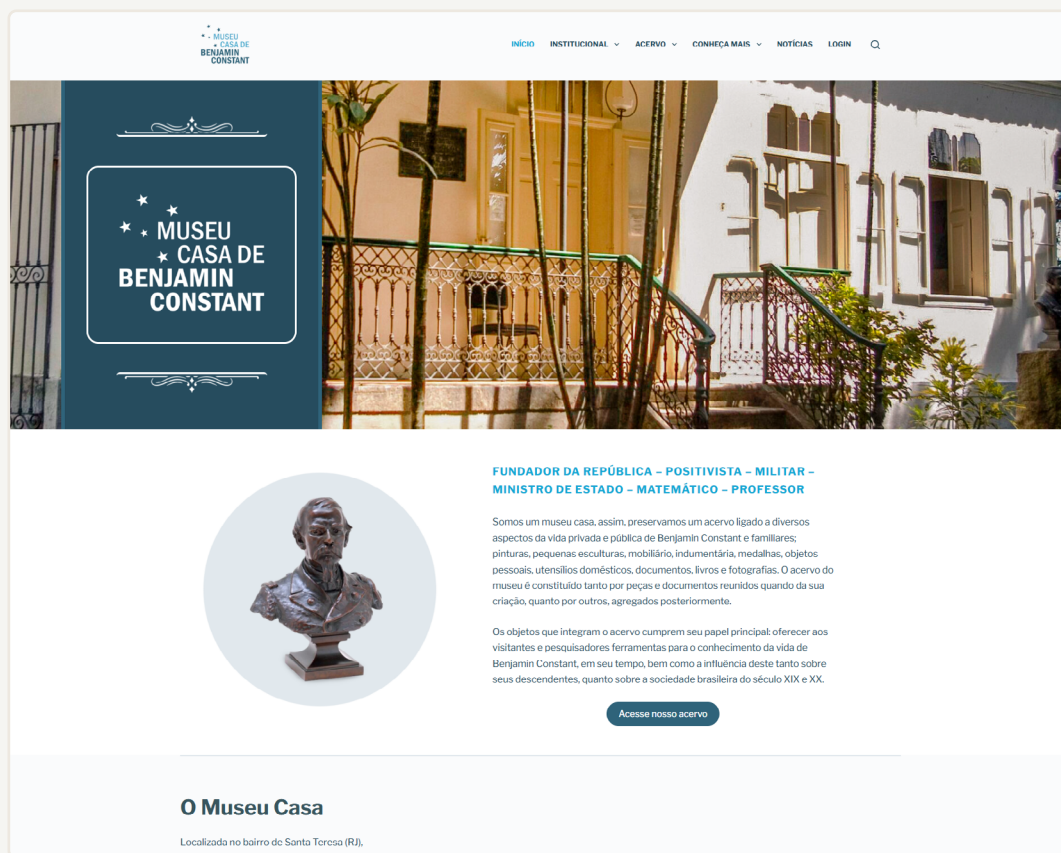 MUSEU
CASA DE
BENJAMIN
CONSTANT
INÍCIO INSTITUCIONAL ACERVO CONHEÇA MAIS NOTÍCIAS LOGIN
MUSEU
CASA DE
BENJAMIN
CONSTANT
FUNDADOR DA REPÚBLICA – POSITIVISTA – MILITAR –
MINISTRO DE ESTADO – MATEMÁTICO – PROFESSOR
Somos um museu casa, assim, preservamos um acervo ligado a diversos
aspectos da vida privada e pública de Benjamin Constant e familiares;
pinturas, pequenas esculturas, mobiliário, indumentária, medalhas, objetos
pessoais, utensílios domésticos, documentos, livros e fotografias. O acervo do
museu é constituído tanto por peças e documentos reunidos quando da sua
criação, quanto por outros, agregados posteriormente.
Os objetos que integram o acervo cumprem seu papel principal: oferecer aos
visitantes e pesquisadores ferramentas para o conhecimento da vida de
Benjamin Constant, em seu tempo, bem como a influência deste tanto sobre
seus descendentes, quanto sobre a sociedade brasileira do século XIX e XX.
Acesse nosso acervo
O Museu Casa
Localizada no bairro de Santa Teresa (RJ),